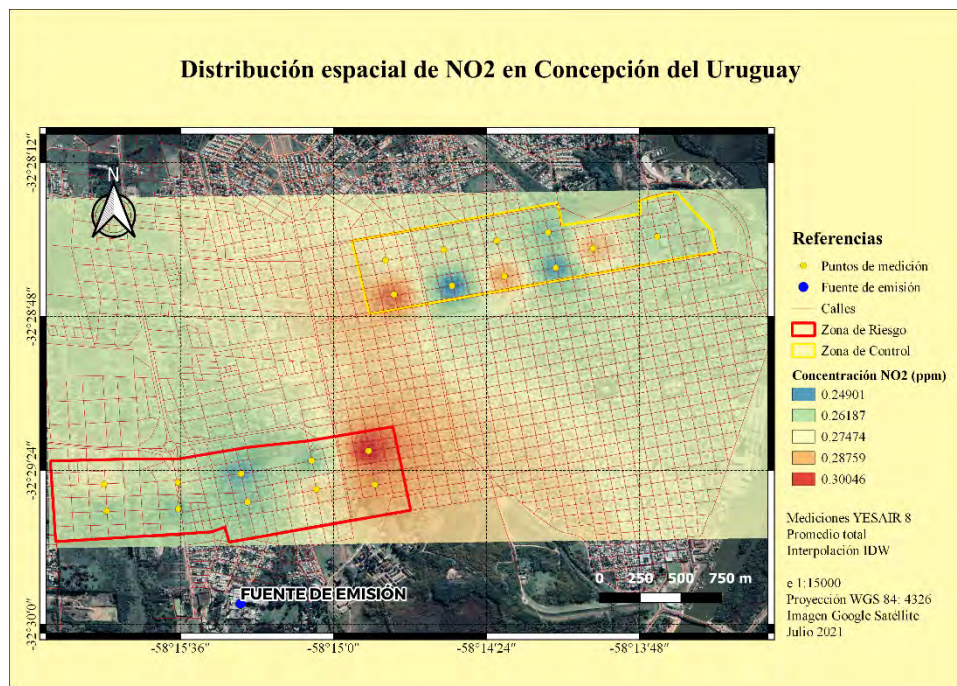 Distribución espacial de NO2 en Concepción del Uruguay
-32°28'12''
-32°28'48''
-32°29'24''
-32°30'0''
N
FUENTE DE EMISIÓN
0 250 500 750 m
-58°15'36''
-58°15'0''
-58°14'24''
-58°13'48''
Referencias
Puntos de medición
Fuente de emisión
Calles
Zona de Riesgo
Zona de Control
Concentración NO2 (ppm)
0.24901
0.26187
0.27474
0.28759
0.30046
Mediciones YESAIR 8
Promedio total
Interpolación IDW
e 1:15000
Proyección WGS 84: 4326
Imagen Google Satéllite
Julio 2021